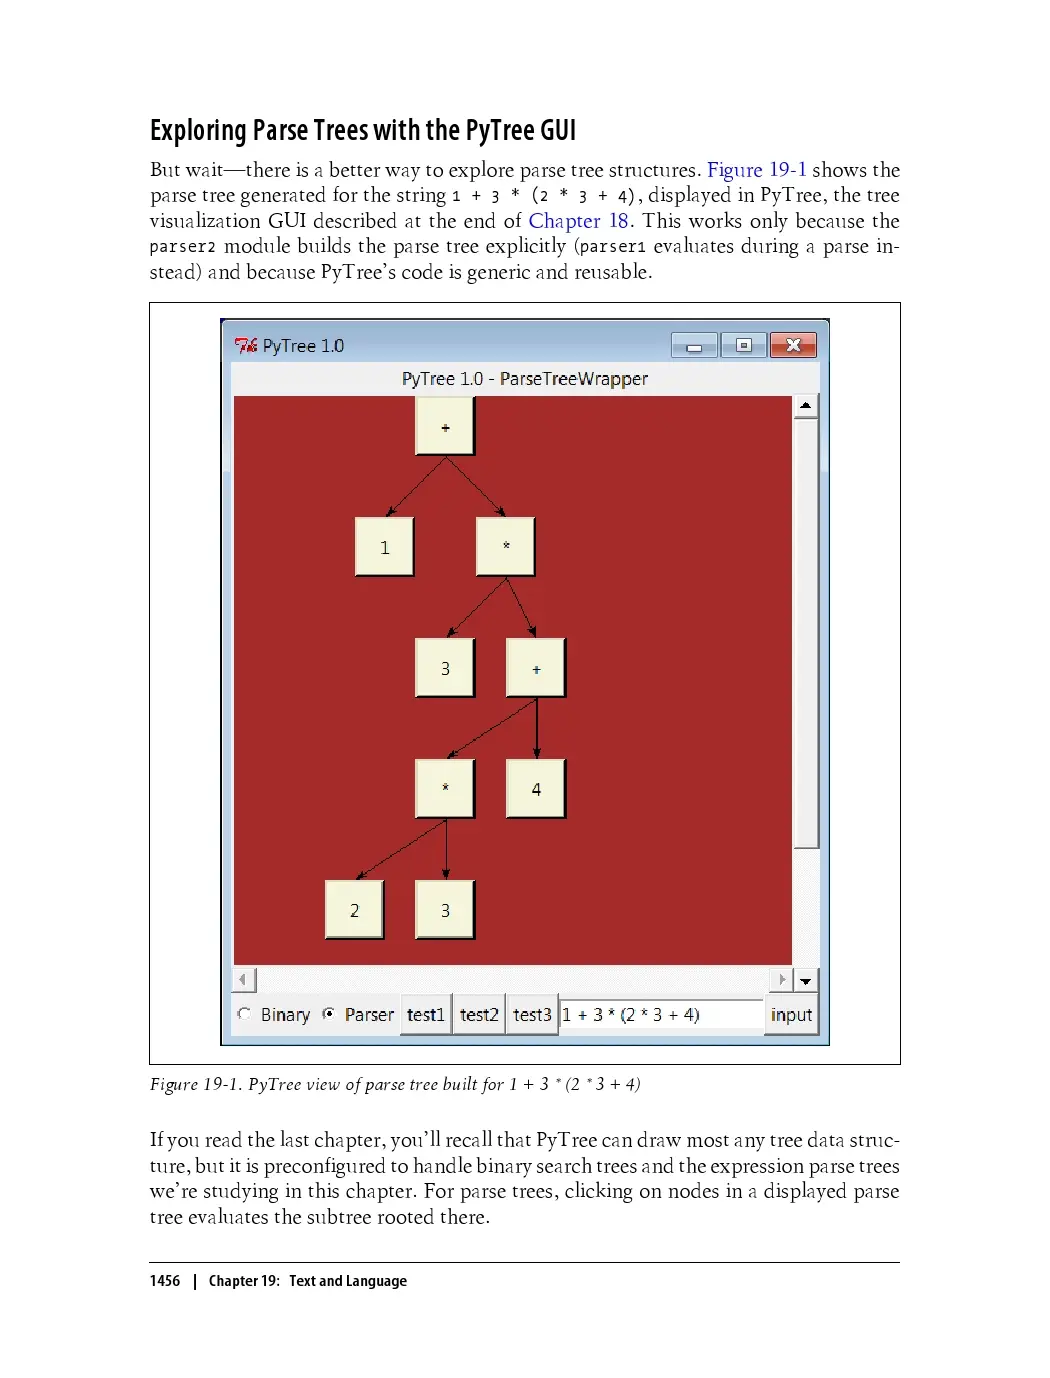 Exploring Parse Trees with the PyTree GUI
But wait—there is a better way to explore parse tree structures. Figure 19-1 shows the
parse tree generated for the string 1 + 3 * (2 * 3 + 4), displayed in PyTree, the tree
visualization GUI described at the end of Chapter 18. This works only because the
parser2 module builds the parse tree explicitly (parser1 evaluates during a parse in-
stead) and because PyTree’s code is generic and reusable.
PyTree 1.0
PyTree 1.0 - ParseTreeWrapper
+
1 *
3 +
* 4
2 3
Binary Parser test1 test2 test3 1 + 3 * (2 * 3 + 4) input
Figure 19-1. PyTree view of parse tree built for 1 + 3 * (2 * 3 + 4)
If you read the last chapter, you’ll recall that PyTree can draw most any tree data struc-
ture, but it is preconfigured to handle binary search trees and the expression parse trees
we’re studying in this chapter. For parse trees, clicking on nodes in a displayed parse
tree evaluates the subtree rooted there.
1456 | Chapter 19: Text and Language